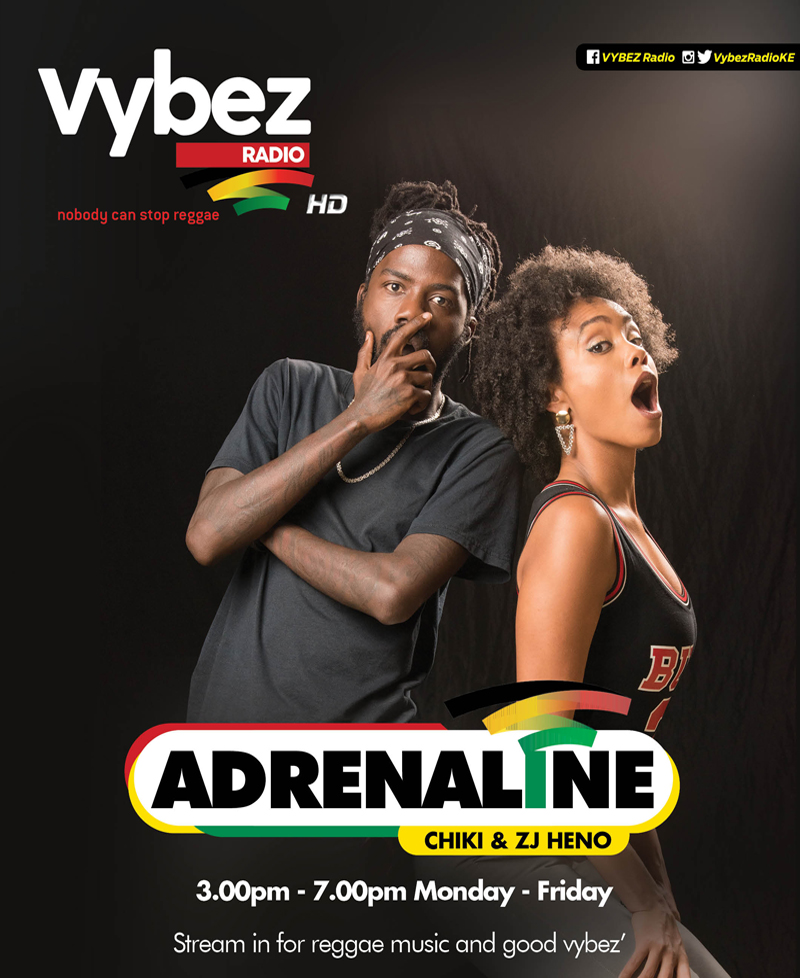 VYBEZ Radio VybezRadioKE
Vybez
RADIO
HD
nobody can stop reggae
BU
ADRENALINE
CHIKI & ZJ HENO
3.00pm - 7.00pm Monday - Friday
Stream in for reggae music and good vybez’